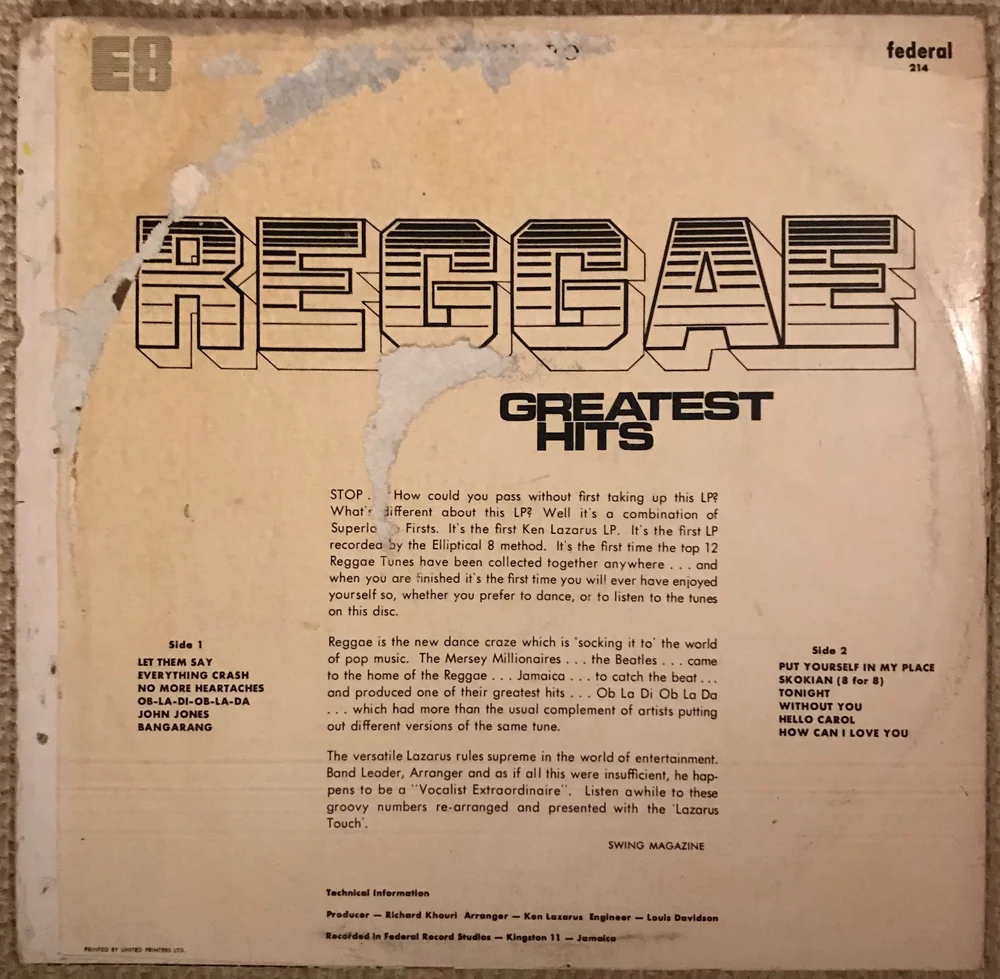 E8
federal
214
REGGAE
GREATEST
HITS
STOP . How could you pass without first taking up this LP?
different about this LP? Well it's a combination of
Firsts. It's the first Ken Lazarus LP. It's the first LP
recorded by the Elliptical 8 method. It's the first time the top 12
Reggae Tunes have been collected together anywhere . . . and
when you are finished it's the first time you will ever have enjoyed
yourself so, whether you prefer to dance, or to listen to the tunes
on this disc.
Reggae is the new dance craze which is 'socking it to' the world
of pop music. The Mersey Millionaires . . . the Beatles . . . came
to the home of the Reggae . . . Jamaica . . . to catch the beat . . .
and produced one of their greatest hits . . . Ob La Di Ob La Da
. . . which had more than the usual complement of artists putting
out different versions of the same tune.
The versatile Lazarus rules supreme in the world of entertainment.
Band Leader, Arranger and as if all this were insufficient, he hap-
pens to be a "Vocalist Extraordinaire". Listen awhile to these
groovy numbers re-arranged and presented with the 'Lazarus
Touch'.
SWING MAGAZINE
Side 1
LET THEM SAY
EVERYTHING CRASH
NO MORE HEARTACHES
OB-LA-DI-OB-LA-DA
JOHN JONES
BANGARANG
Side 2
PUT YOURSELF IN MY PLACE
SKOKIAN (8 for 8)
TONIGHT
WITHOUT YOU
HELLO CAROL
HOW CAN I LOVE YOU
Technical Information
Producer — Richard Khouri Arranger — Ken Lazarus Engineer — Louis Davidson
Recorded in Federal Record Studios — Kingston 11 — Jamaica
PRINTED BY UNITED PRINTERS LTD.